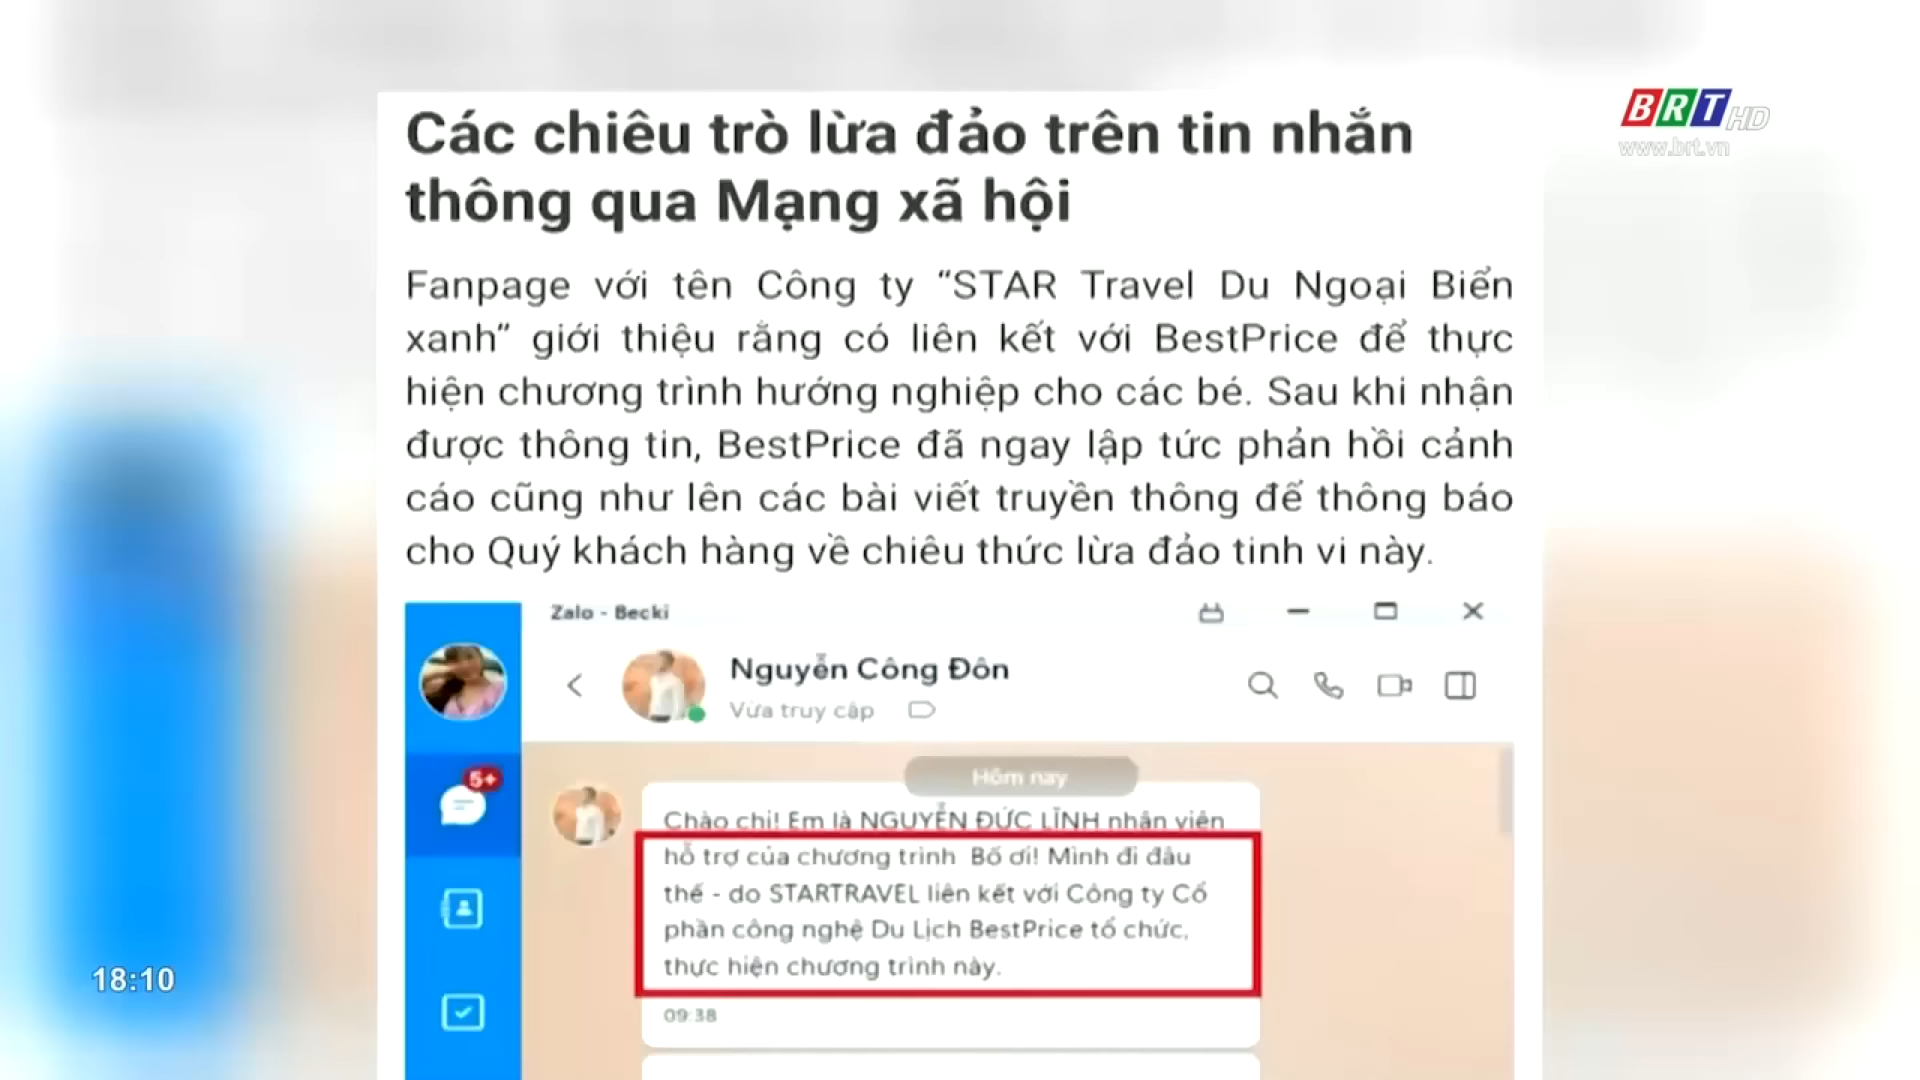 BRT HD
www.brt.vn
Các chiêu trò lừa đảo trên tin nhắn
thông qua Mạng xã hội
Fanpage với tên Công ty “STAR Travel Du Ngoại Biển
xanh” giới thiệu rằng có liên kết với BestPrice để thực
hiện chương trình hướng nghiệp cho các bé. Sau khi nhận
được thông tin, BestPrice đã ngay lập tức phản hồi cảnh
cáo cũng như lên các bài viết truyền thông để thông báo
cho Quý khách hàng về chiêu thức lừa đảo tinh vi này.
Zalo - Becki
Nguyễn Công Đôn
Vừa truy cập
5+
Hôm nay
Chào chị! Em là NGUYỄN ĐỨC LĨNH nhân viên
hỗ trợ của chương trình Bố ơi! Mình đi đâu
thế - do STARTRAVEL liên kết với Công ty Cổ
phần công nghệ Du Lịch BestPrice tổ chức,
thực hiện chương trình này.
09:38
18:10